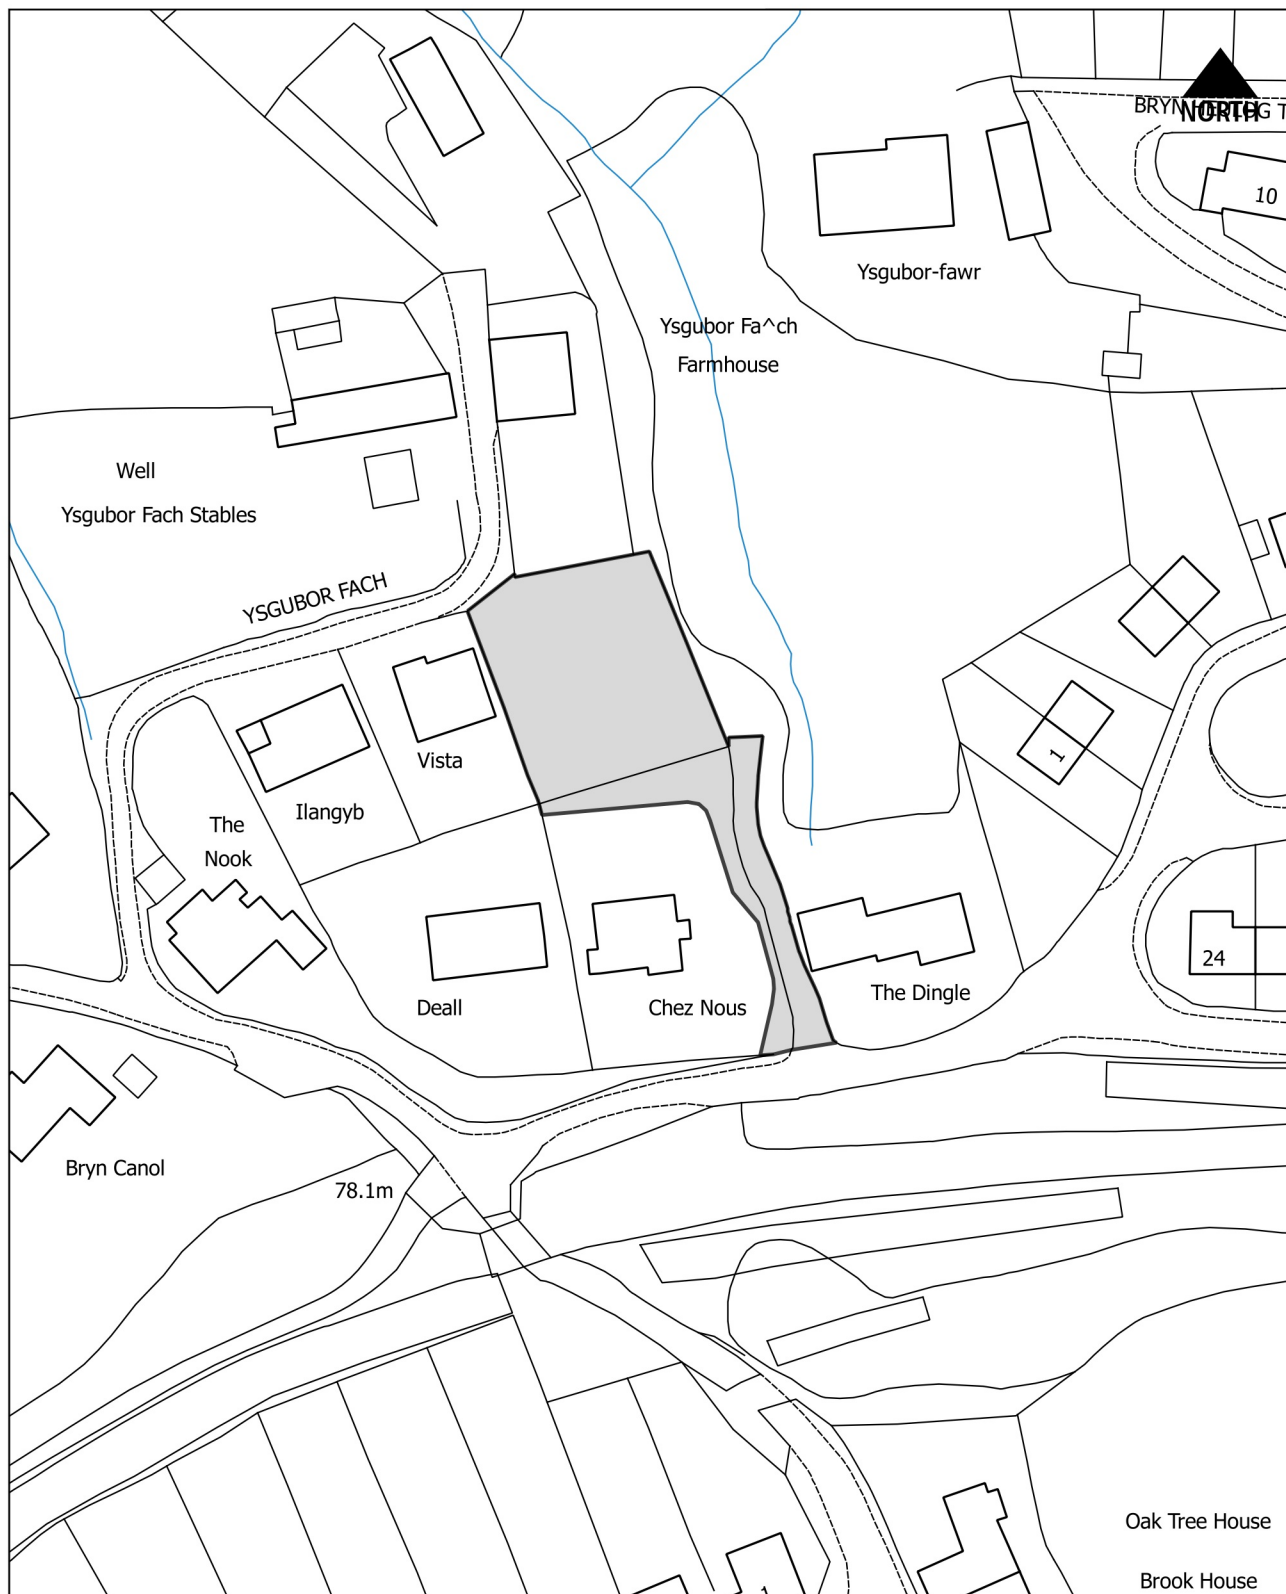 NORTH
10
Ysgubor-fawr
Ysgubor Fa^ch
Farmhouse
Well
Ysgubor Fach Stables
YSGUBOR FACH
Vista
Ilangyb
The
Nook
1
24
Deall
Chez Nous
The Dingle
Bryn Canol
78.1m
Oak Tree House
Brook House
1